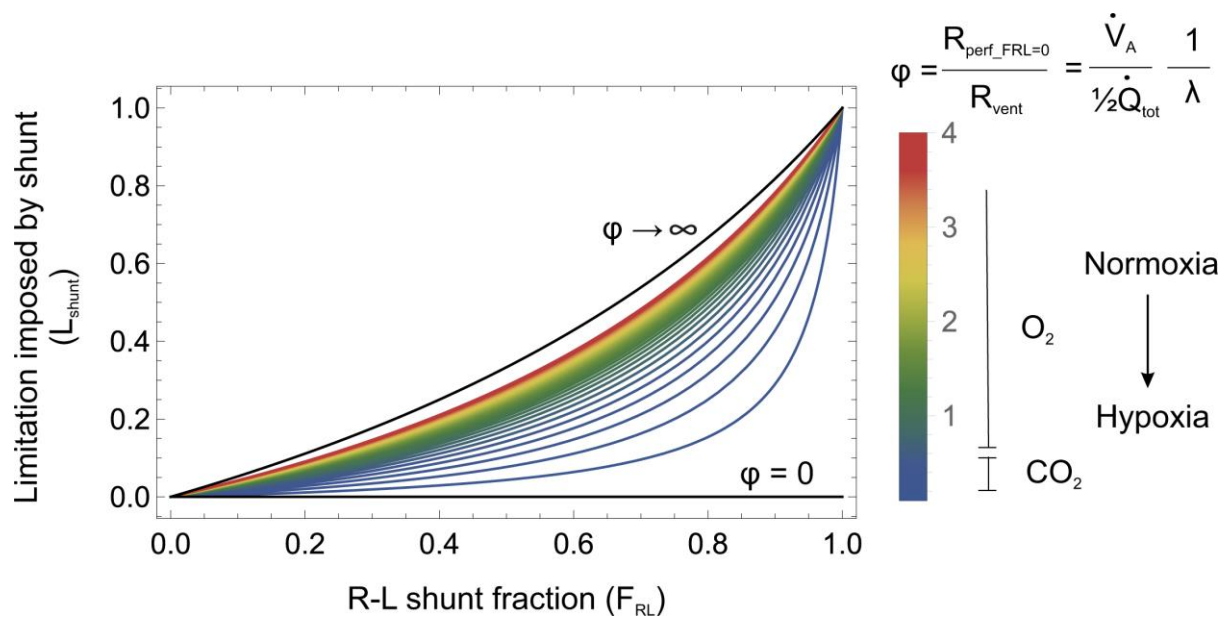 φ = R_perf_FRL=0 / R_vent = V̇_A / ½Q̇_tot 1 / λ
Limitation imposed by shunt
(L_shunt)
1.0
0.8
0.6
0.4
0.2
0.0
φ → ∞
φ = 0
0.0 0.2 0.4 0.6 0.8 1.0
R-L shunt fraction (F_RL)
4
3
2
1
O₂
CO₂
Normoxia
Hypoxia